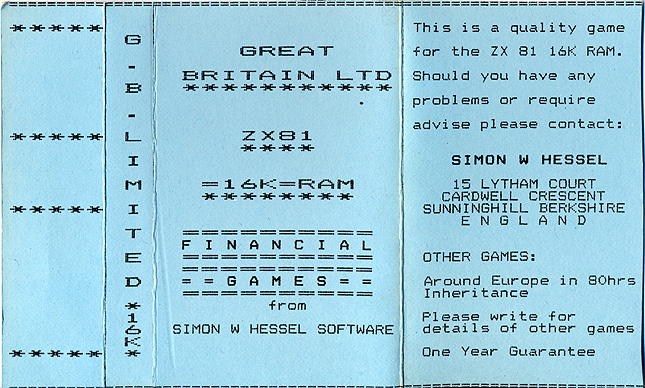 *****
*****
*****
*****
G.B.LIMITED*16K*
GREAT
BRITAIN LTD
***********
.
ZX81
****
=16K=RAM
********
==========
FINANCIAL
==========
==========
==GAMES==
==========
from
SIMON W HESSEL SOFTWARE
This is a quality game
for the ZX 81 16K RAM.
Should you have any
problems or require
advise please contact:
SIMON W HESSEL
15 LYTHAM COURT
CARDWELL CRESCENT
SUNNINGHILL BERKSHIRE
E N G L A N D
OTHER GAMES:
Around Europe in 80hrs
Inheritance
Please write for
details of other games
One Year Guarantee